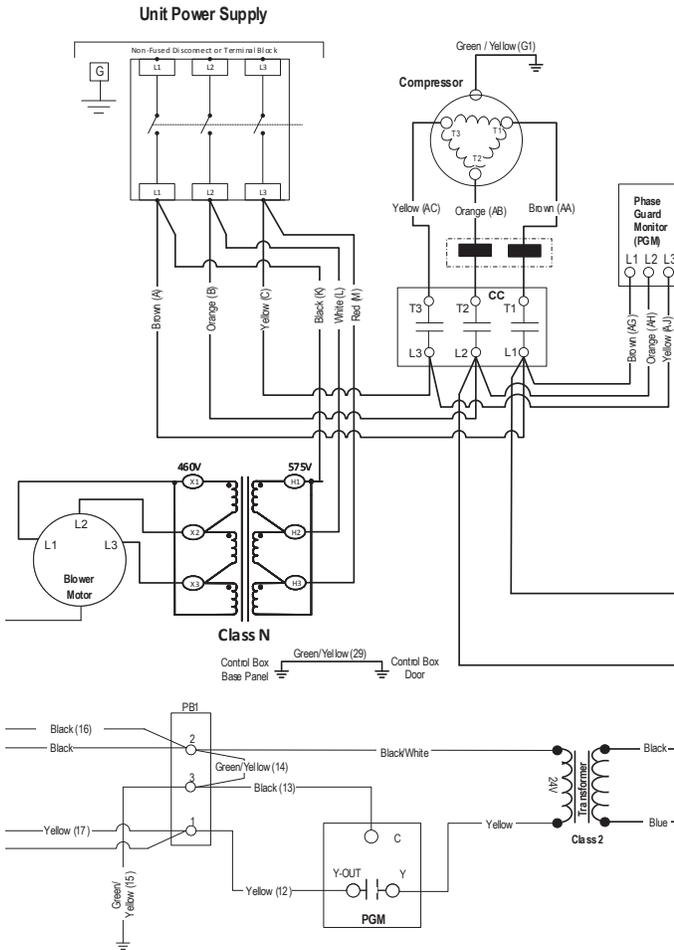 Unit Power Supply
Non-Fused Disconnect or Terminal Block
G
L1
L2
L3
L1
L2
L3
Green / Yellow (G1)
Compressor
T3
T1
T2
Yellow (AC)
Orange (AB)
Brown (AA)
Phase
Guard
Monitor
(PGM)
L1 L2 L3
CC
T3
T2
T1
L3
L2
L1
Brown (A)
Orange (B)
Yellow (C)
Black (K)
White (L)
Red (M)
Brown (AG)
Orange (AH)
Yellow (AJ)
460V
575V
X1
H1
X2
H2
X3
H3
L2
L1
L3
Blower
Motor
Class N
Control Box
Base Panel
Green/Yellow (29)
Control Box
Door
PB1
Black (16)
Black
2
Green/Yellow (14)
3
Black (13)
Yellow (17)
1
Green/
Yellow (15)
Yellow (12)
Black/White
24V
Transformer
Class 2
Black
Blue
Yellow
C
Y-OUT
Y
PGM